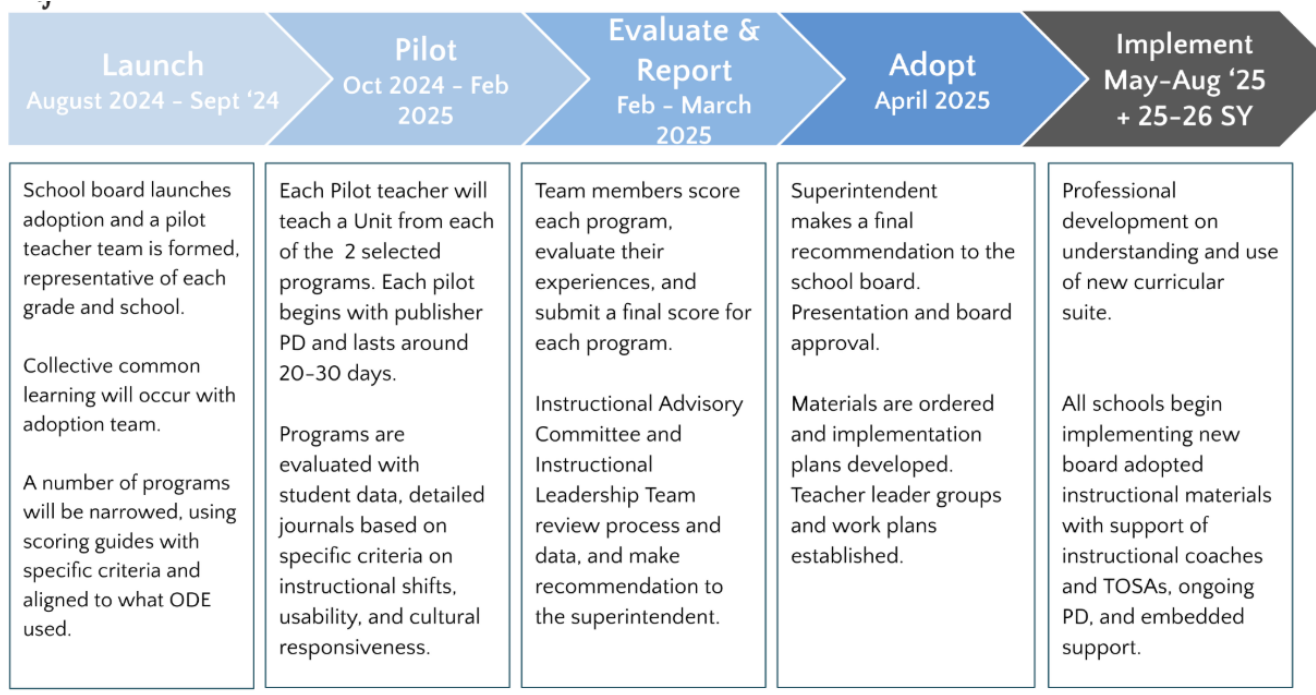 Launch
August 2024 - Sept ‘24
Pilot
Oct 2024 - Feb
2025
Evaluate &
Report
Feb - March
2025
Adopt
April 2025
Implement
May-Aug ‘25
+ 25-26 SY
School board launches
adoption and a pilot
teacher team is formed,
representative of each
grade and school.
Collective common
learning will occur with
adoption team.
A number of programs
will be narrowed, using
scoring guides with
specific criteria and
aligned to what ODE
used.
Each Pilot teacher will
teach a Unit from each
of the 2 selected
programs. Each pilot
begins with publisher
PD and lasts around
20-30 days.
Programs are
evaluated with
student data, detailed
journals based on
specific criteria on
instructional shifts,
usability, and cultural
responsiveness.
Team members score
each program,
evaluate their
experiences, and
submit a final score for
each program.
Instructional Advisory
Committee and
Instructional
Leadership Team
review process and
data, and make
recommendation to
the superintendent.
Superintendent
makes a final
recommendation to the
school board.
Presentation and board
approval.
Materials are ordered
and implementation
plans developed.
Teacher leader groups
and work plans
established.
Professional
development on
understanding and use
of new curricular
suite.
All schools begin
implementing new
board adopted
instructional materials
with support of
instructional coaches
and TOSAs, ongoing
PD, and embedded
support.